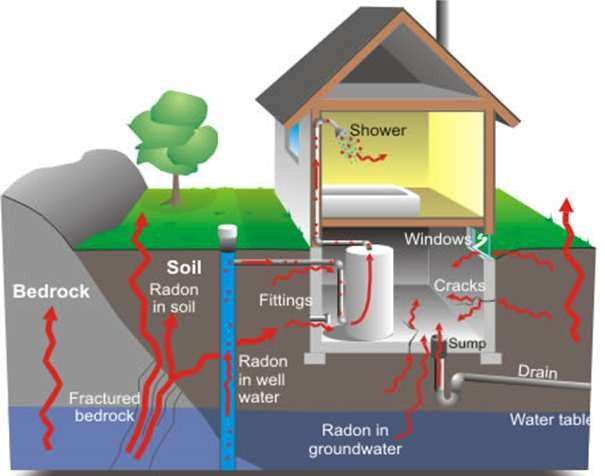 Shower
Windows
Soil
Bedrock
Radon
in soil
Fittings
Cracks
Sump
Radon
in well
water
Drain
Fractured
bedrock
Water table
Radon in
groundwater